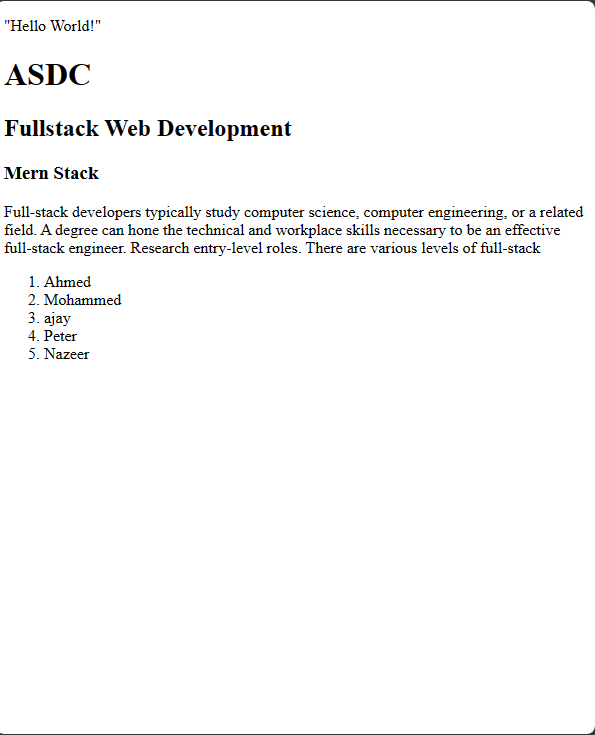 "Hello World!"
ASDC
Fullstack Web Development
Mern Stack
Full-stack developers typically study computer science, computer engineering, or a related
field. A degree can hone the technical and workplace skills necessary to be an effective
full-stack engineer. Research entry-level roles. There are various levels of full-stack
1. Ahmed
2. Mohammed
3. ajay
4. Peter
5. Nazeer